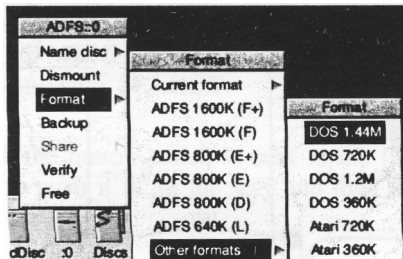 ADFS::0
Name disc
Dismount
Format
Backup
Share
Verify
Free
Format
Current format
ADFS 1600K (F+)
ADFS 1600K (F)
ADFS 800K (E+)
ADFS 800K (E)
ADFS 800K (D)
ADFS 640K (L)
Other formats
Format
DOS 1.44M
DOS 720K
DOS 1.2M
DOS 360K
Atari 720K
Atari 360K
dDisc :0 Discs